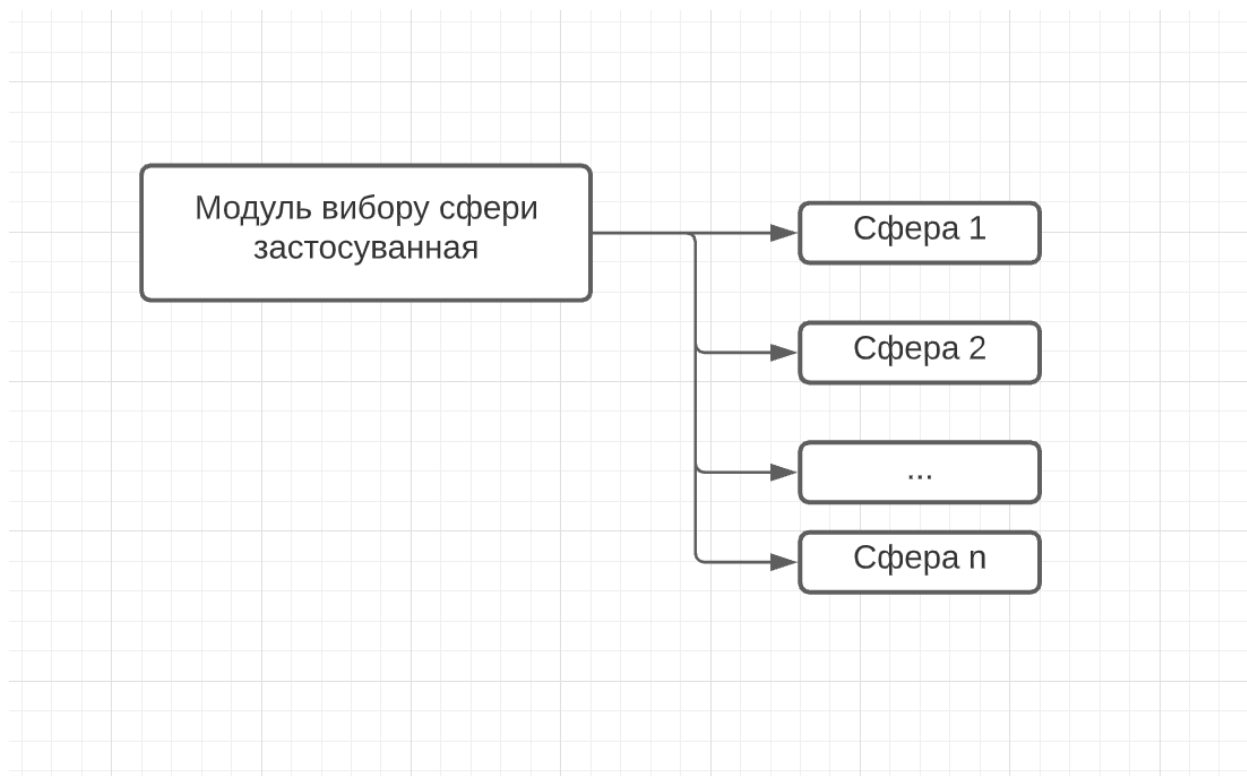 Модуль вибору сфери
застосуванная
Сфера 1
Сфера 2
...
Сфера n